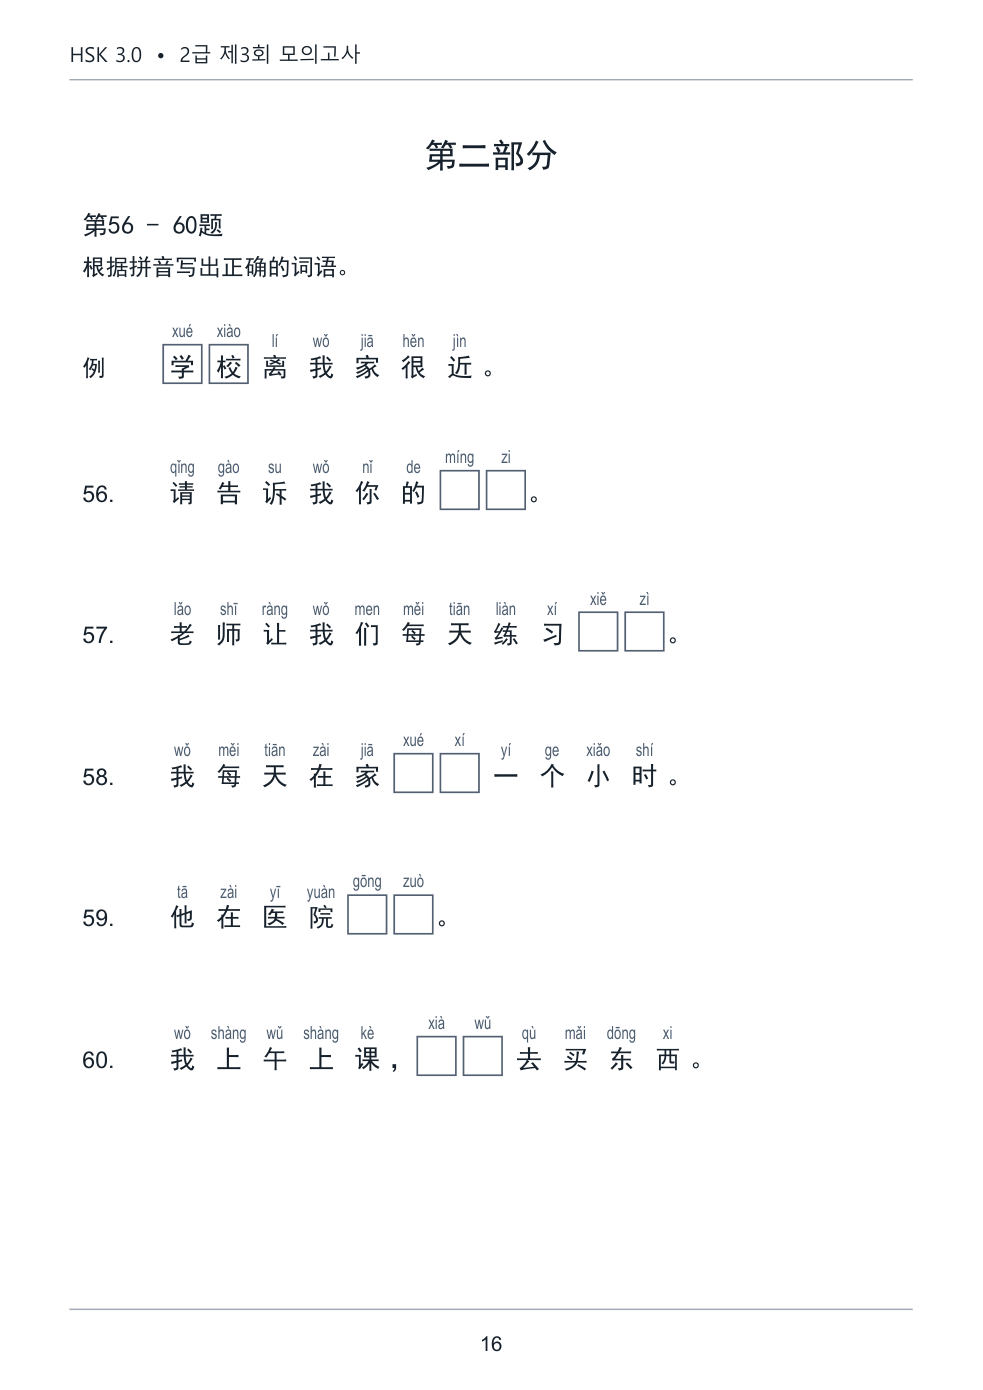 HSK 3.0 • 2급 제3회 모의고사
第二部分
第56 － 60题
根据拼音写出正确的词语。
xué xiào lí wǒ jiā hěn jìn
例 学 校 离 我 家 很 近 。
qǐng gào su wǒ nǐ de míng zi
56. 请 告 诉 我 你 的 □ □ 。
lǎo shī ràng wǒ men měi tiān liàn xí xiě zì
57. 老 师 让 我 们 每 天 练 习 □ □ 。
wǒ měi tiān zài jiā xué xí yí ge xiǎo shí
58. 我 每 天 在 家 □ □ 一 个 小 时 。
tā zài yī yuàn gōng zuò
59. 他 在 医 院 □ □ 。
wǒ shàng wǔ shàng kè xià wǔ qù mǎi dōng xi
60. 我 上 午 上 课 ， □ □ 去 买 东 西 。
16